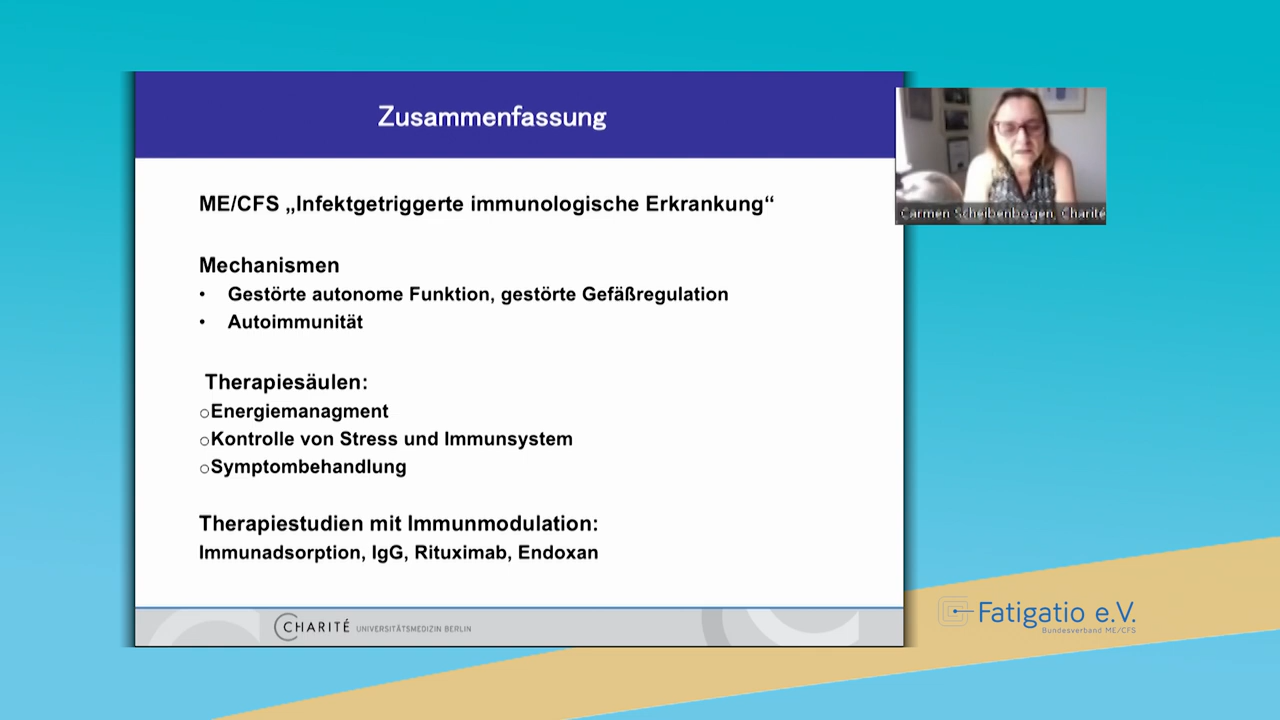 Zusammenfassung
ME/CFS „Infektgetriggerte immunologische Erkrankung“
Mechanismen
• Gestörte autonome Funktion, gestörte Gefäßregulation
• Autoimmunität
Therapiesäulen:
○Energiemanagment
○Kontrolle von Stress und Immunsystem
○Symptombehandlung
Therapiestudien mit Immunmodulation:
Immunadsorption, IgG, Rituximab, Endoxan
CHARITÉ UNIVERSITÄTSMEDIZIN BERLIN
Carmen Scheibenbogen, Charité
Fatigatio e.V.
Bundesverband ME/CFS